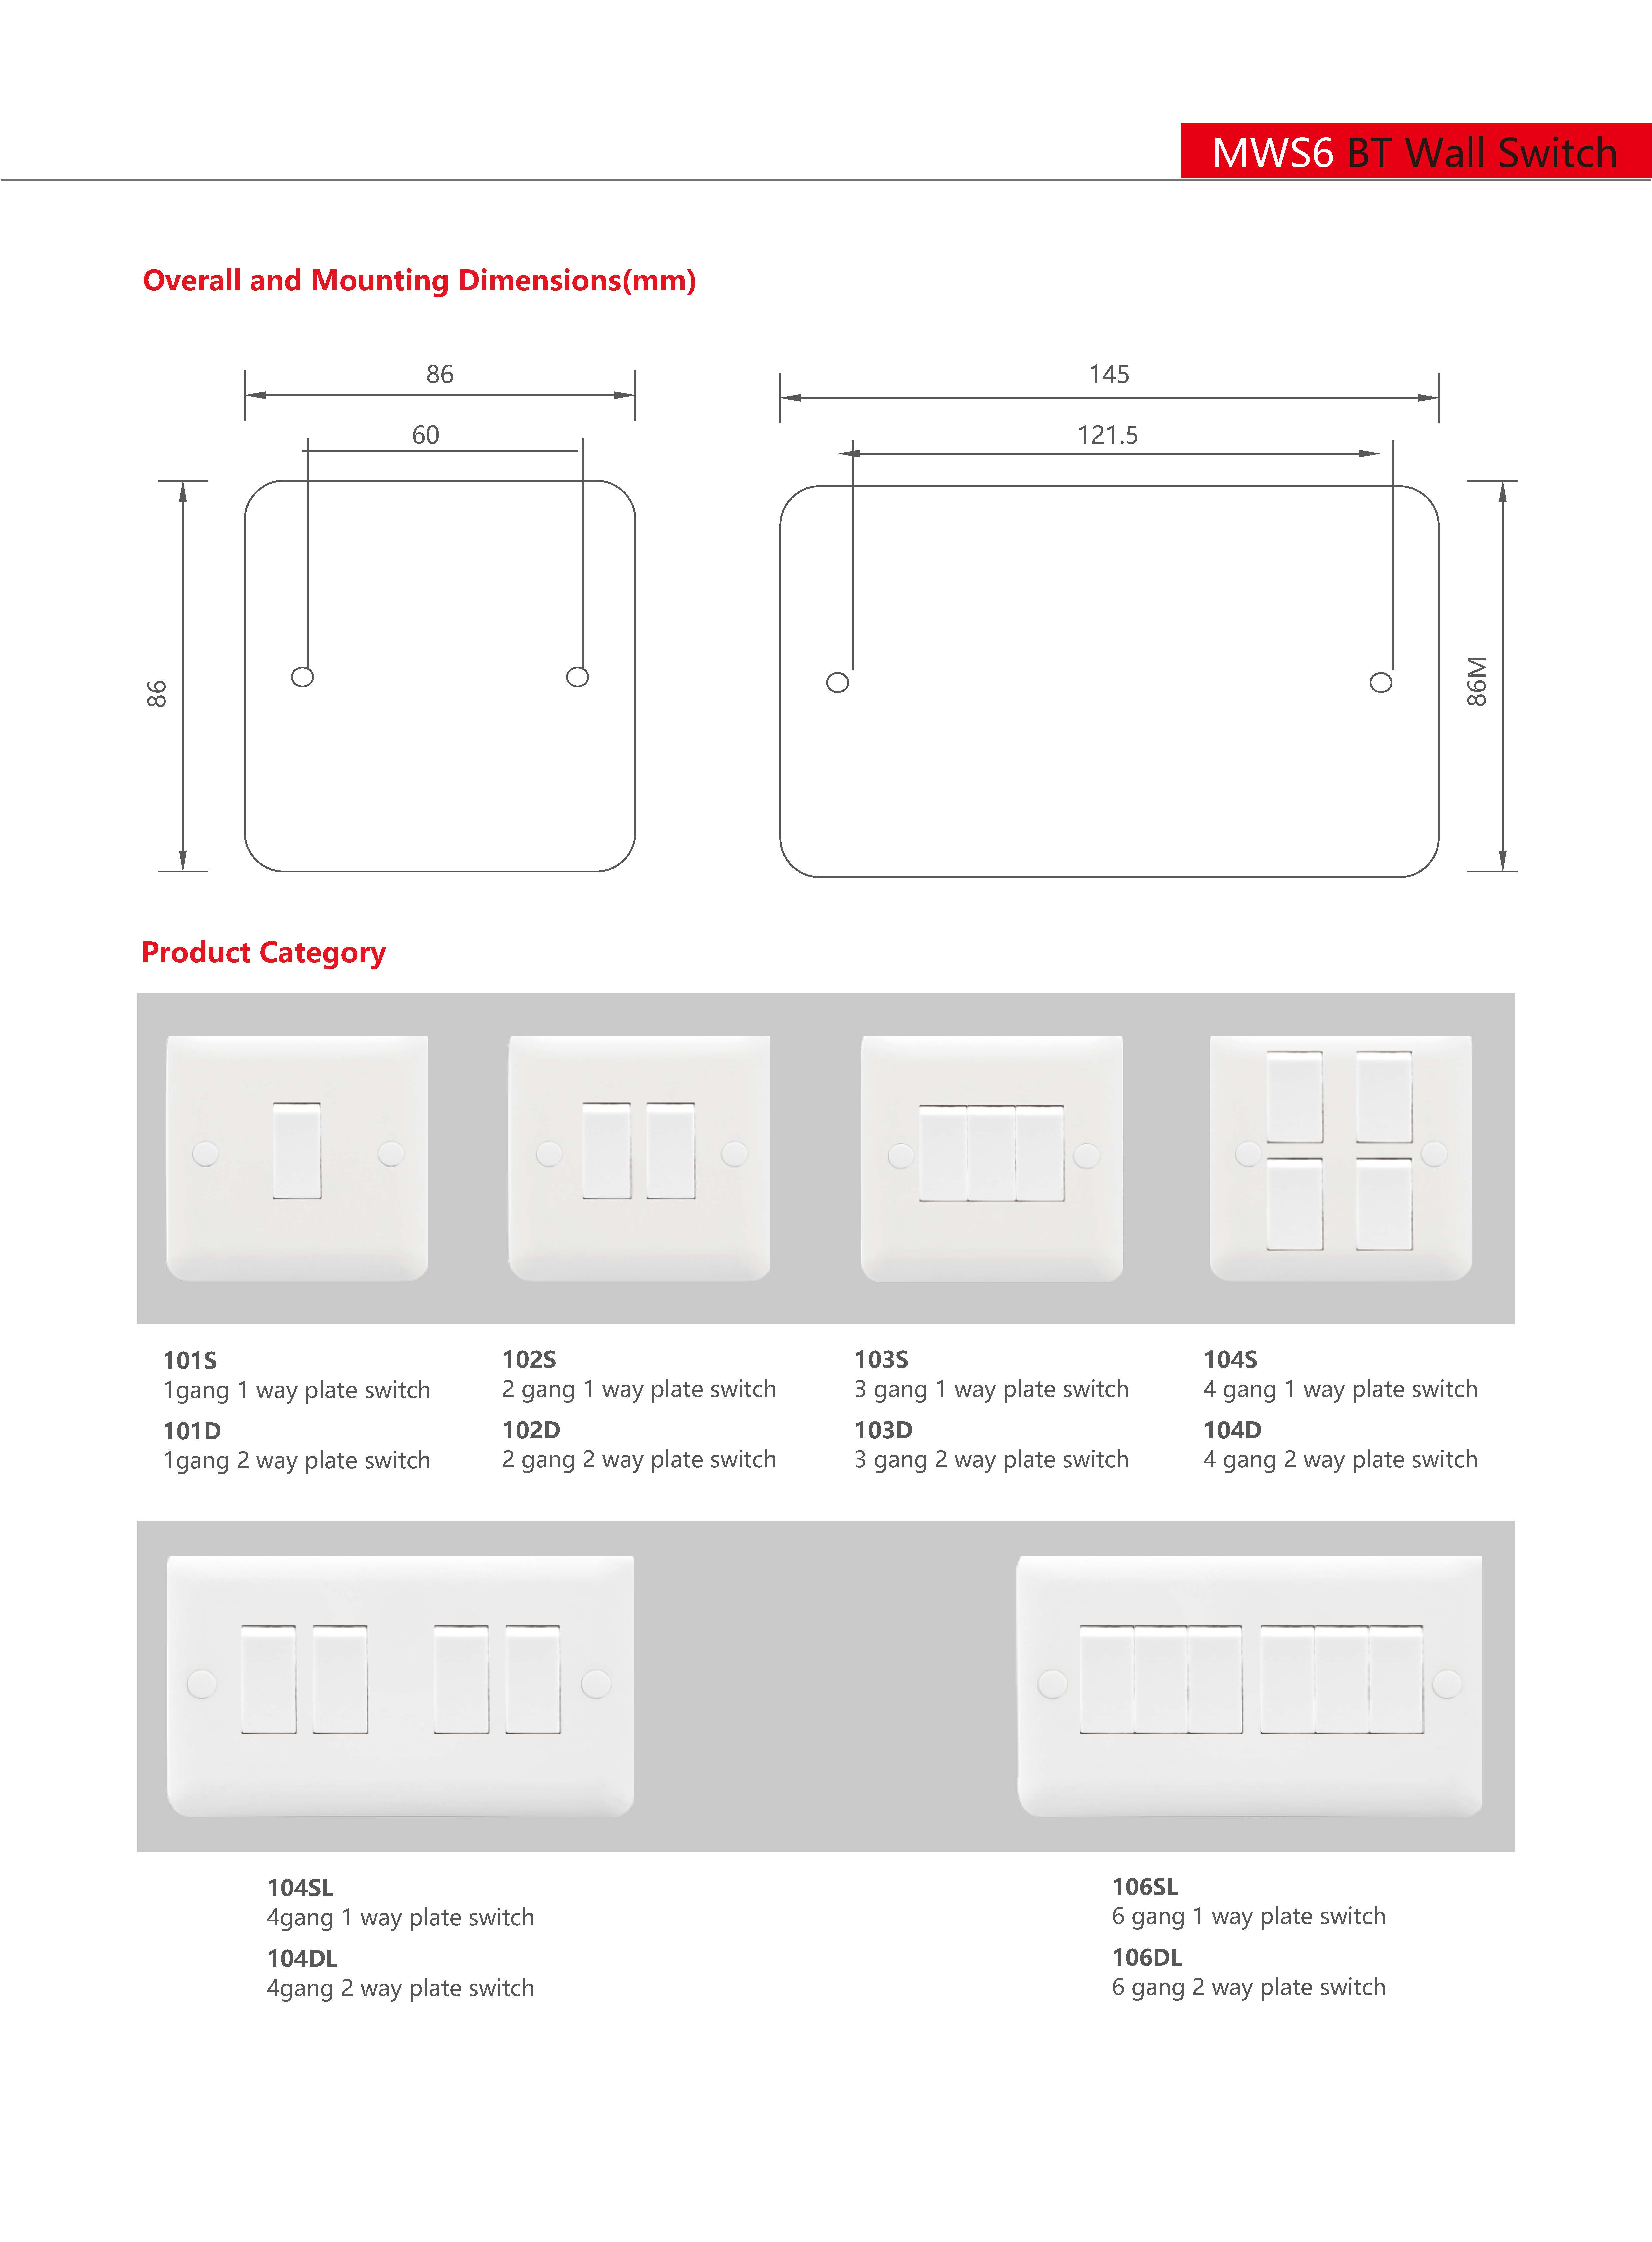 MWS6 BT Wall Switch
Overall and Mounting Dimensions(mm)
86
145
60
121.5
86
86M
Product Category
101S
1gang 1 way plate switch
101D
1gang 2 way plate switch
102S
2 gang 1 way plate switch
102D
2 gang 2 way plate switch
103S
3 gang 1 way plate switch
103D
3 gang 2 way plate switch
104S
4 gang 1 way plate switch
104D
4 gang 2 way plate switch
104SL
4gang 1 way plate switch
104DL
4gang 2 way plate switch
106SL
6 gang 1 way plate switch
106DL
6 gang 2 way plate switch